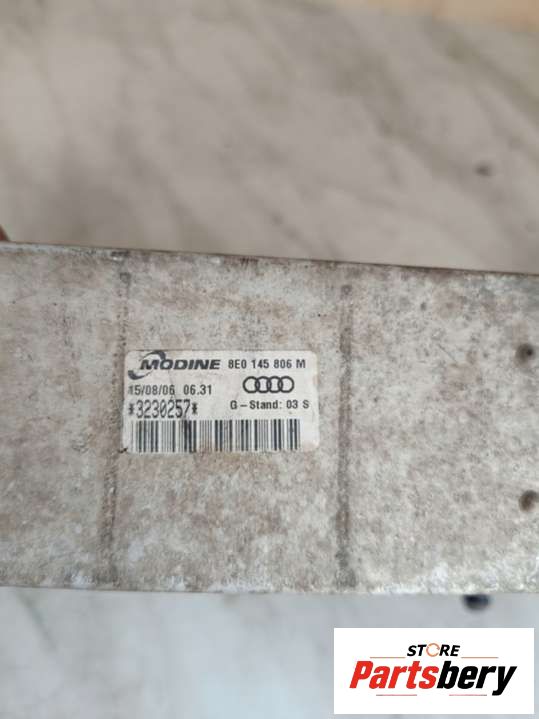 MODINE 8E0 145 806 M
15/08/06 06.31
*3230257* G-Stand: 03 S
STORE
Partsbery